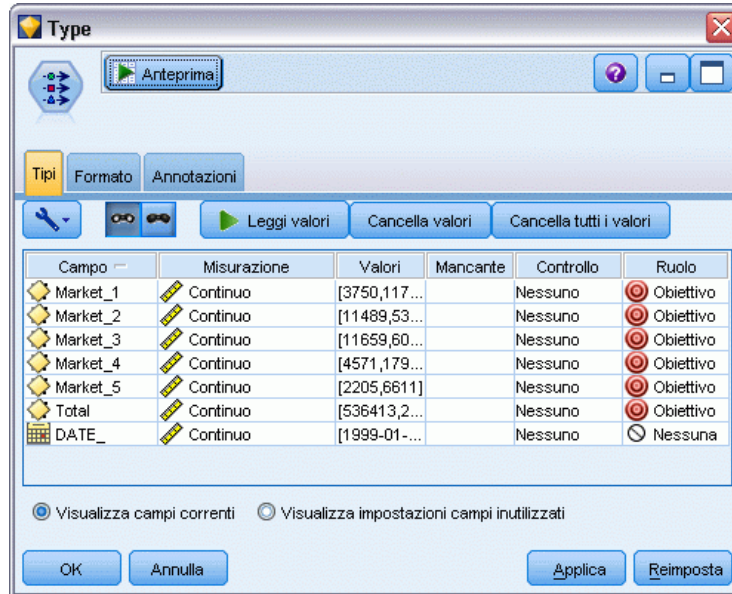 Type
Anteprima
Tipi Formato Annotazioni
Leggi valori Cancella valori Cancella tutti i valori
Campo Misurazione Valori Mancante Controllo Ruolo
Market_1 Continuo [3750,117... Nessuno Obiettivo
Market_2 Continuo [11489,53... Nessuno Obiettivo
Market_3 Continuo [11659,60... Nessuno Obiettivo
Market_4 Continuo [4571,179... Nessuno Obiettivo
Market_5 Continuo [2205,6611] Nessuno Obiettivo
Total Continuo [536413,2... Nessuno Obiettivo
DATE_ Continuo [1999-01-... Nessuno Nessuna
Visualizza campi correnti Visualizza impostazioni campi inutilizzati
OK Annulla Applica Reimposta